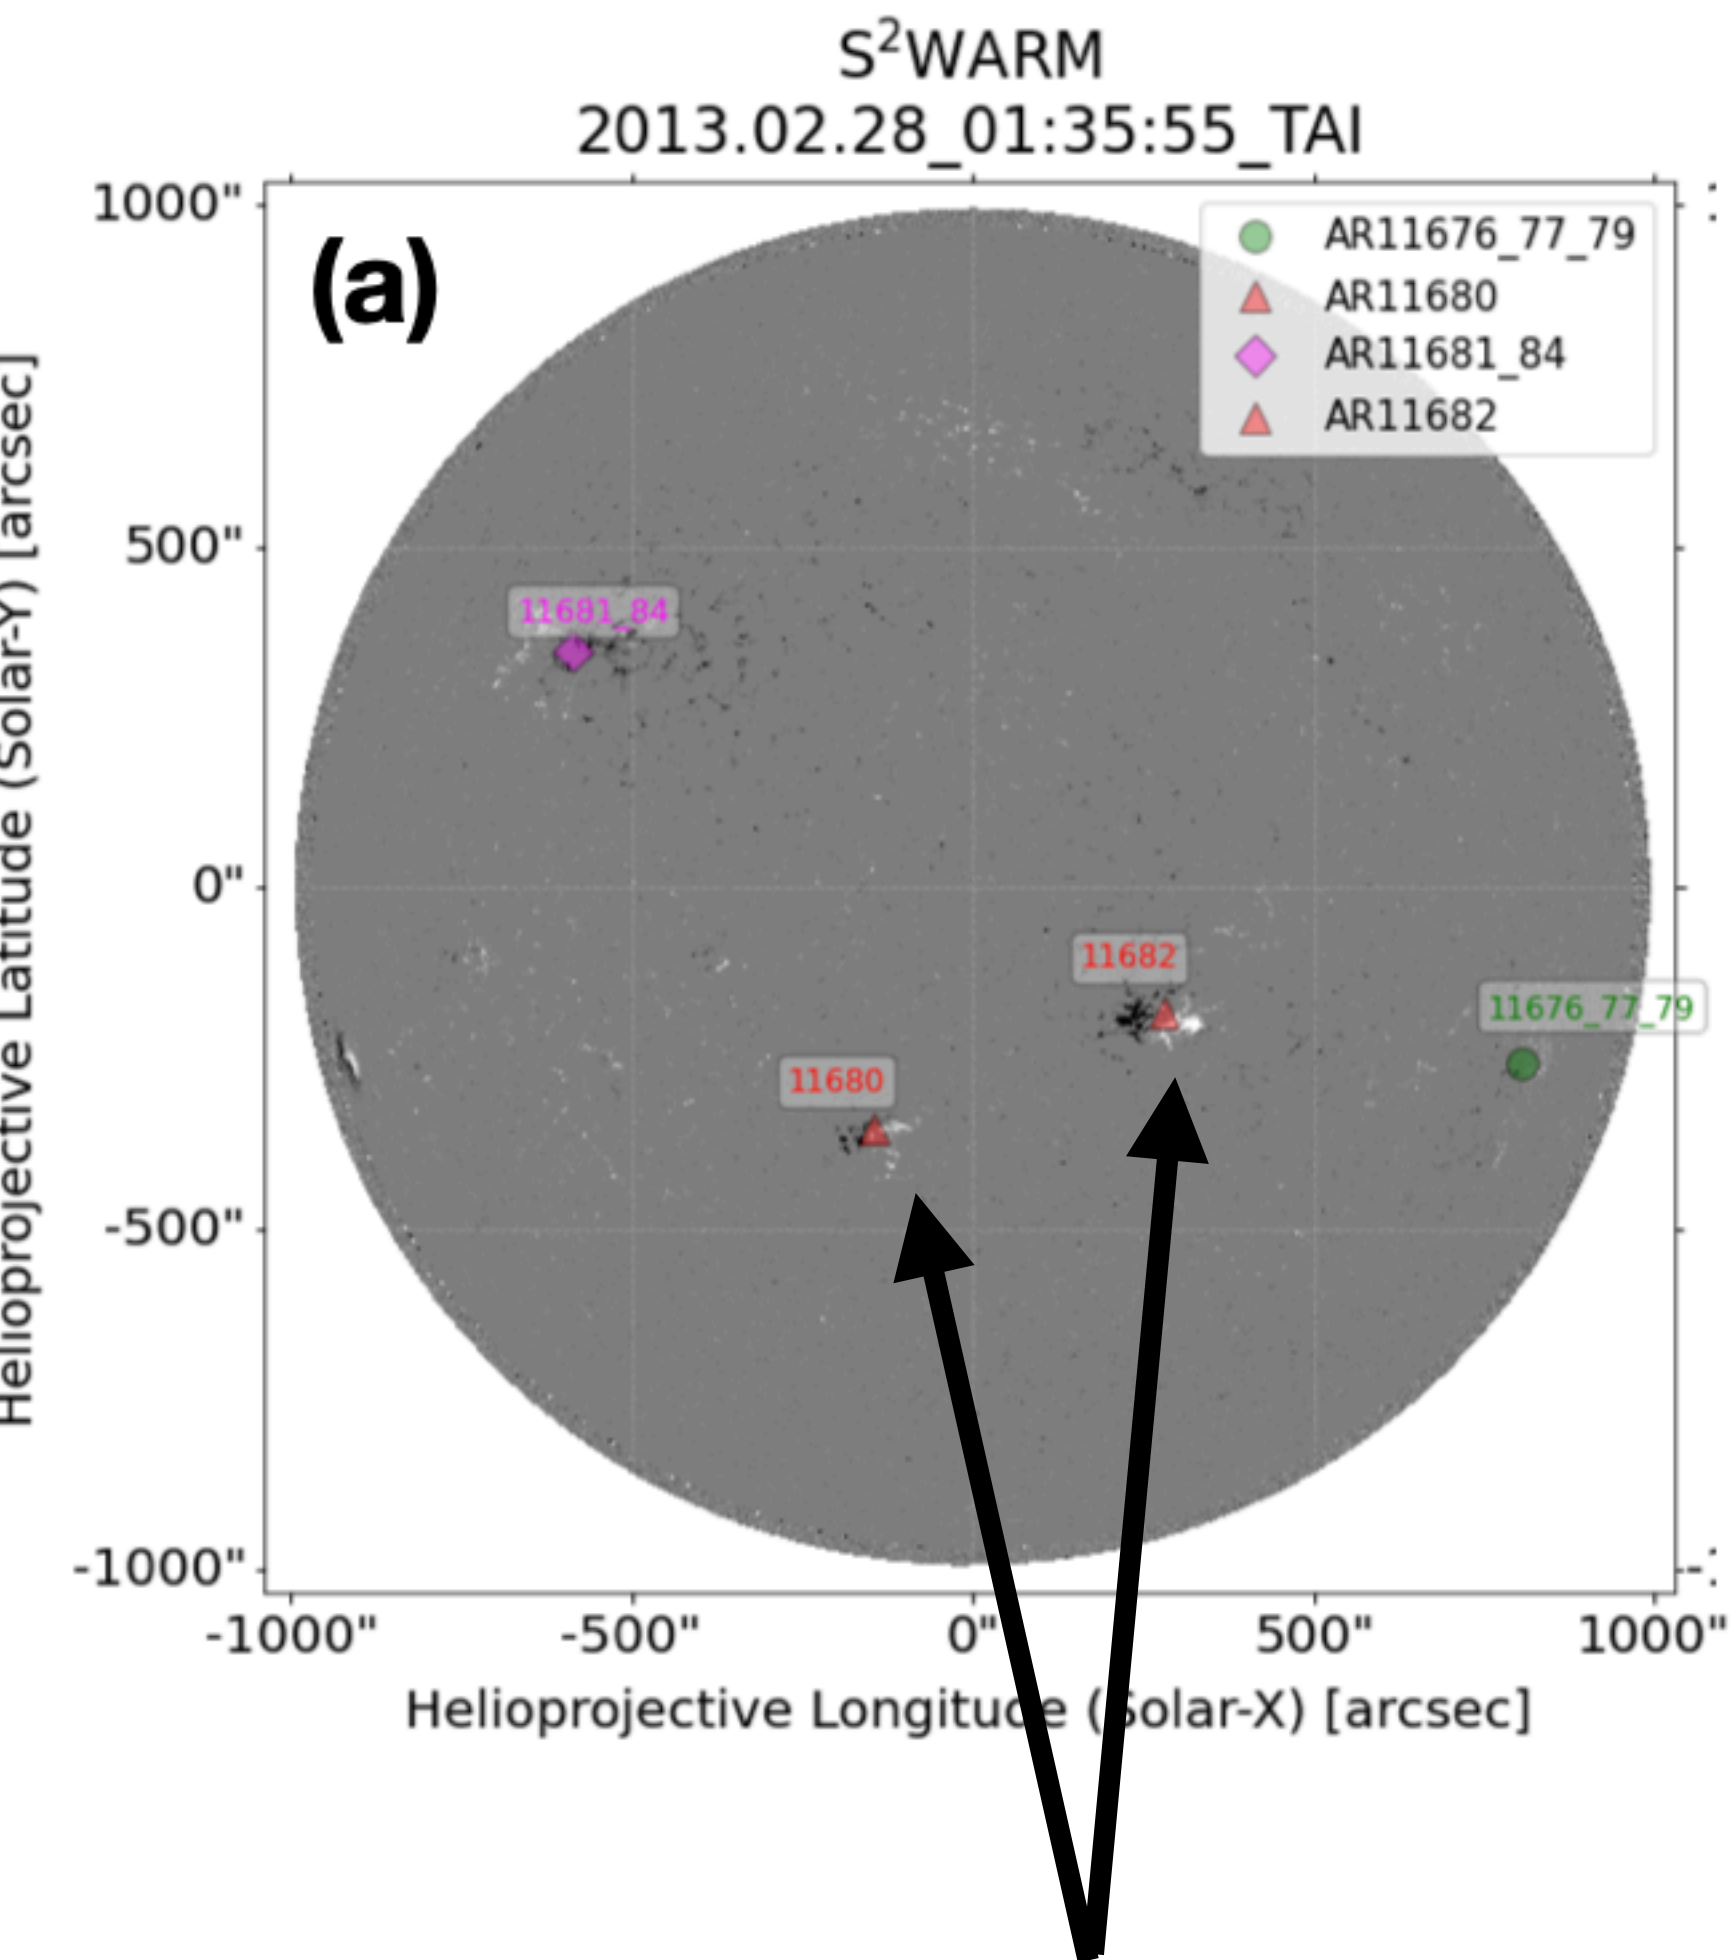 S²WARM
2013.02.28_01:35:55_TAI
(a)
AR11676_77_79
AR11680
AR11681_84
AR11682
1000"
500"
0"
-500"
-1000"
Helioprojective Latitude (Solar-Y) [arcsec]
11681_84
11682
11676_77_79
11680
-1000"
-500"
0"
500"
1000"
Helioprojective Longitude (Solar-X) [arcsec]